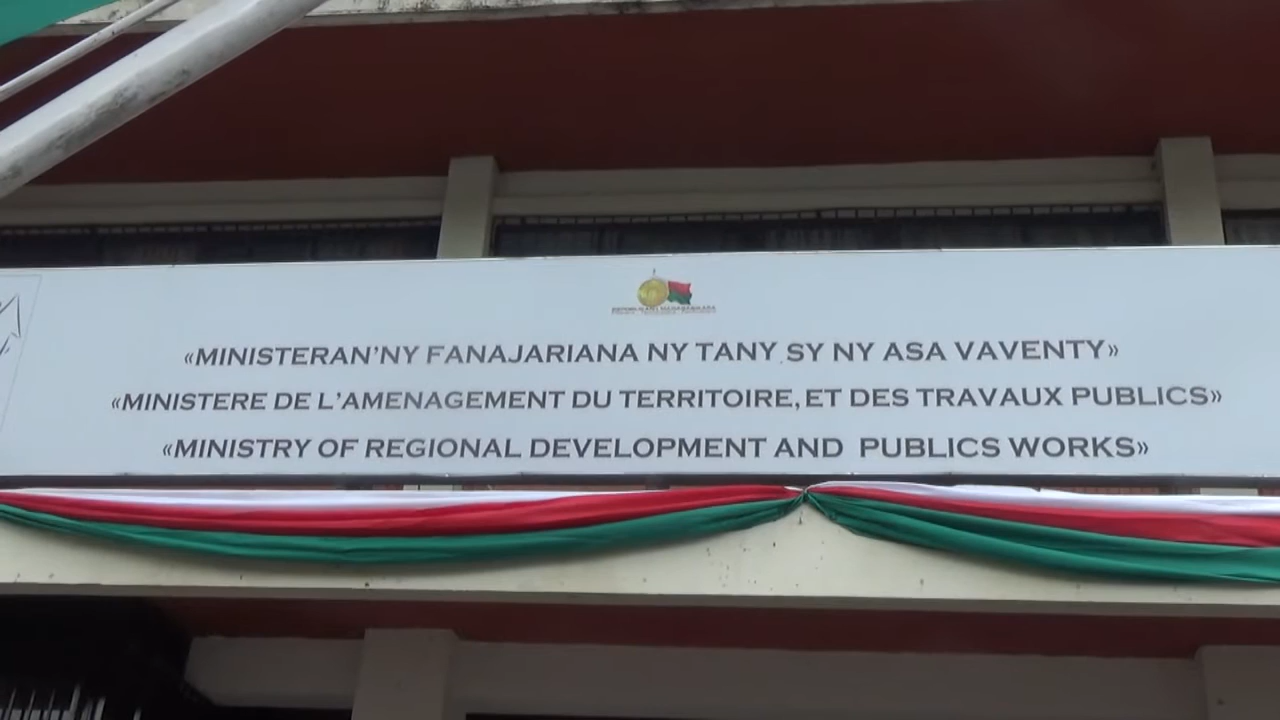 «MINISTERAN'NY FANAJARIANA NY TANY SY NY ASA VAVENTY»
«MINISTERE DE L'AMENAGEMENT DU TERRITOIRE, ET DES TRAVAUX PUBLICS»
«MINISTRY OF REGIONAL DEVELOPMENT AND PUBLICS WORKS»